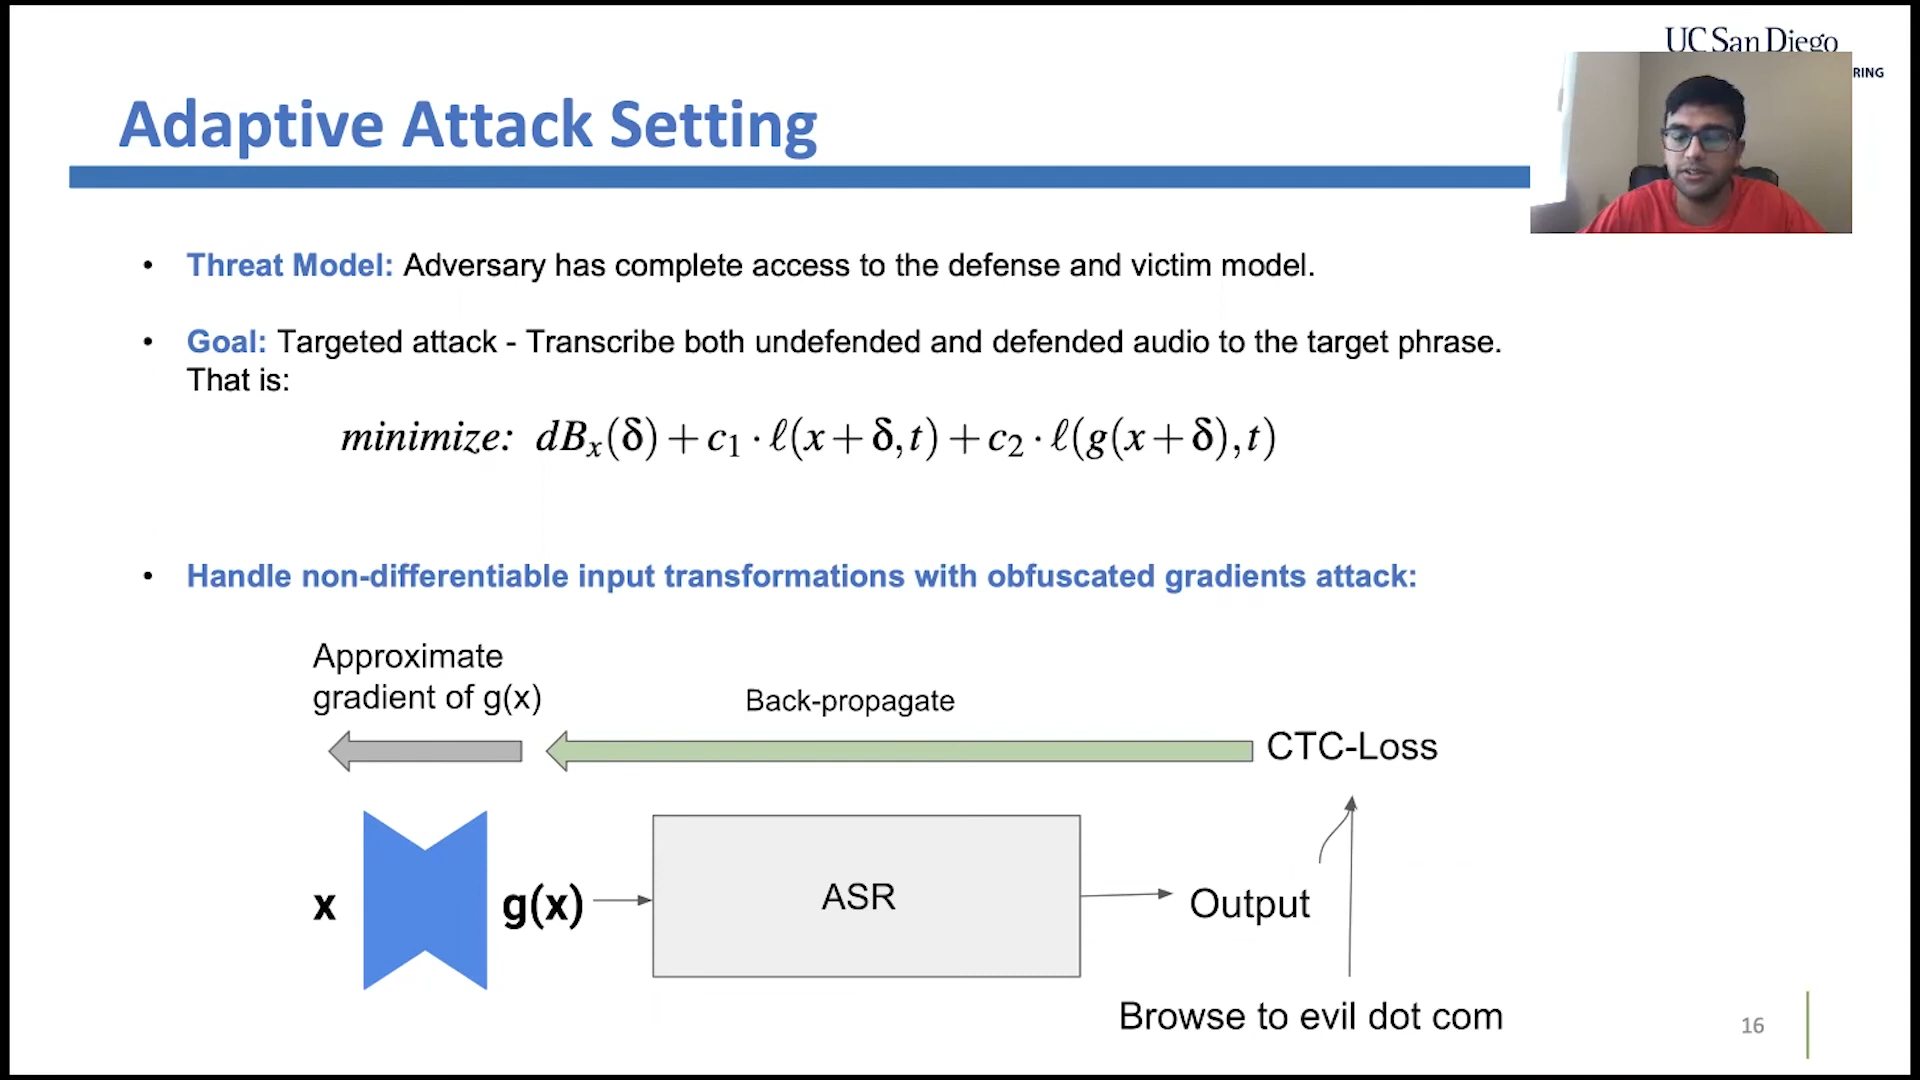 UC San Diego
RING
Adaptive Attack Setting
• Threat Model: Adversary has complete access to the defense and victim model.
• Goal: Targeted attack - Transcribe both undefended and defended audio to the target phrase.
That is:
minimize: dBₓ(δ) + c₁ · ℓ(x + δ, t) + c₂ · ℓ(g(x + δ), t)
• Handle non-differentiable input transformations with obfuscated gradients attack:
Approximate
gradient of g(x)
Back-propagate
CTC-Loss
x
g(x)
ASR
Output
Browse to evil dot com
16